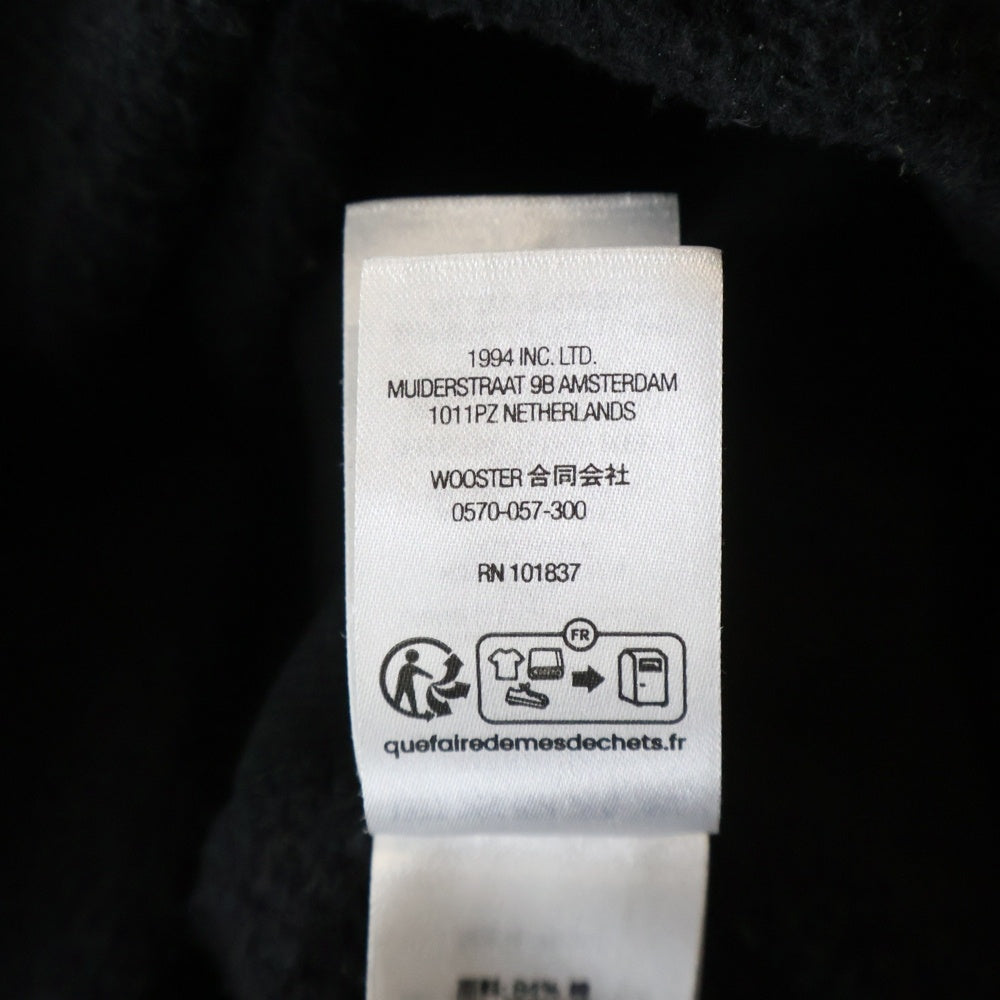 1994 INC. LTD.
MUIDERSTRAAT 9B AMSTERDAM
1011PZ NETHERLANDS
WOOSTER 合同会社
0570-057-300
RN 101837
FR
quefairedemesdechets.fr